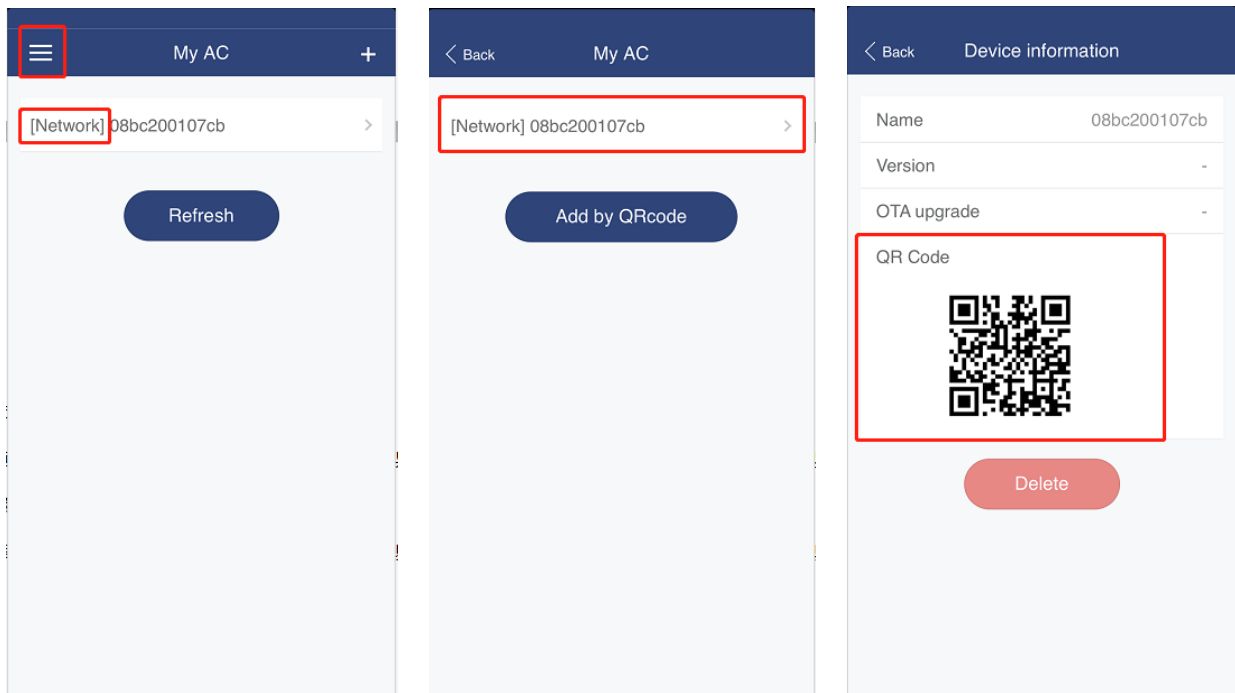 My AC
+
[Network] 08bc200107cb
>
Refresh
< Back
My AC
[Network] 08bc200107cb
>
Add by QRcode
< Back
Device information
Name
08bc200107cb
Version
-
OTA upgrade
-
QR Code
Delete